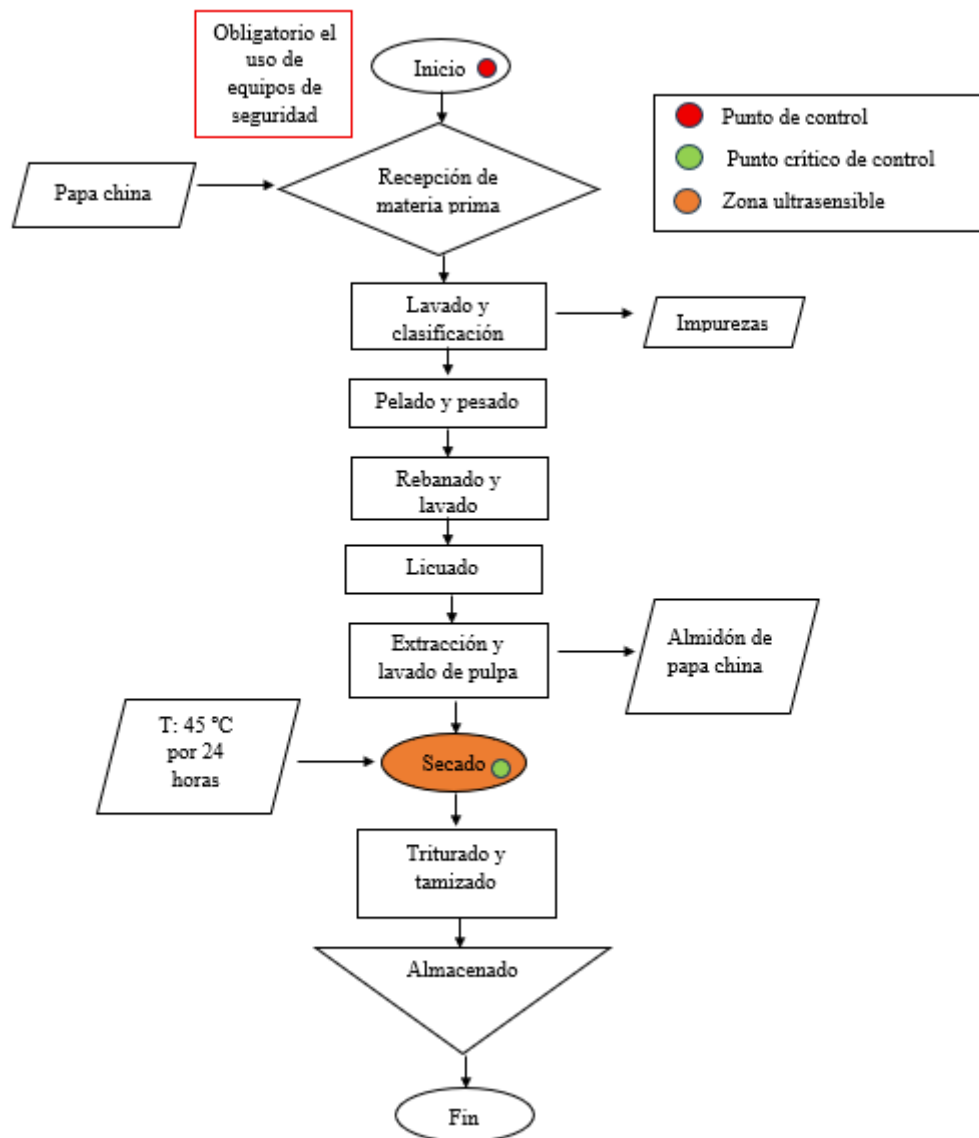 Obligatorio el
uso de
equipos de
seguridad
Inicio
Punto de control
Punto crítico de control
Zona ultrasensible
Papa china
Recepción de
materia prima
Lavado y
clasificación
Impurezas
Pelado y pesado
Rebanado y
lavado
Licuado
Extracción y
lavado de pulpa
Almidón de
papa china
T: 45 °C
por 24
horas
Secado
Triturado y
tamizado
Almacenado
Fin